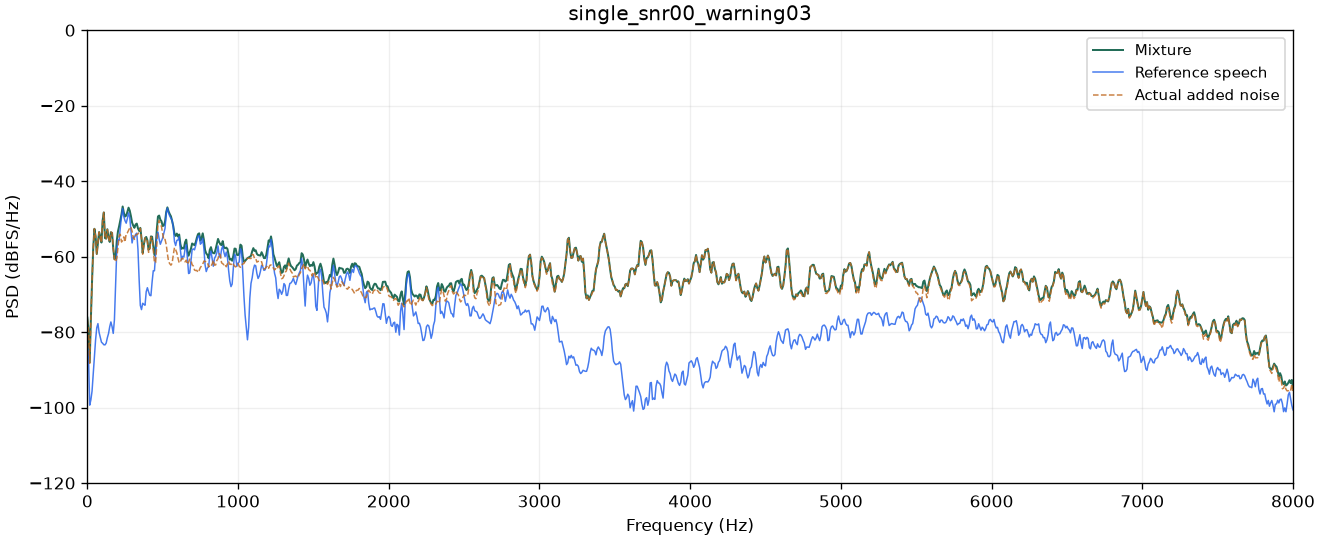 single_snr00_warning03
Mixture
Reference speech
Actual added noise
PSD (dBFS/Hz)
0
−20
−40
−60
−80
−100
−120
0 1000 2000 3000 4000 5000 6000 7000 8000
Frequency (Hz)